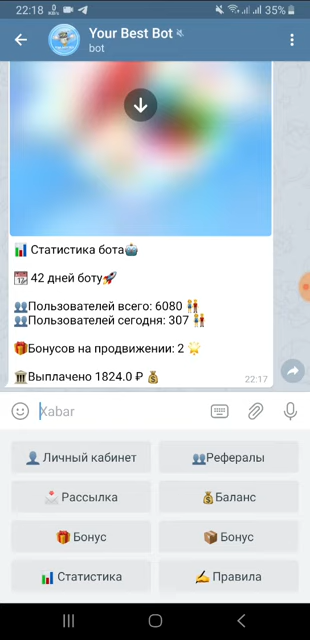 22:18
35%
Your Best Bot
bot
Статистика бота
42 дней боту
Пользователей всего: 6080
Пользователей сегодня: 307
Бонусов на продвижении: 2
Выплачено 1824.0 ₽
22:17
Xabar
Личный кабинет
Рефералы
Рассылка
Баланс
Бонус
Бонус
Статистика
Правила